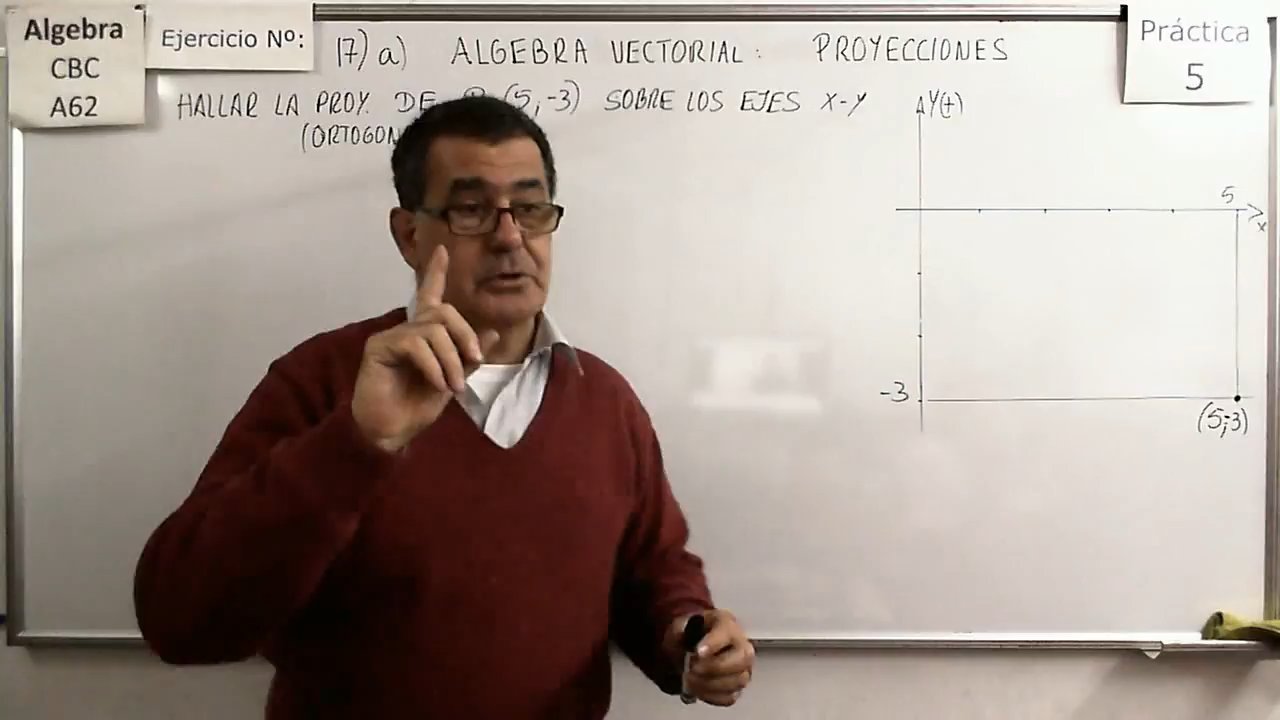 Algebra
CBC
A62
Ejercicio Nº:
17) a) ALGEBRA VECTORIAL: PROYECCIONES
Práctica
5
HALLAR LA PROY. DE (5,-3) SOBRE LOS EJES X-Y
Y(+)
5
x
-3
(5;-3)